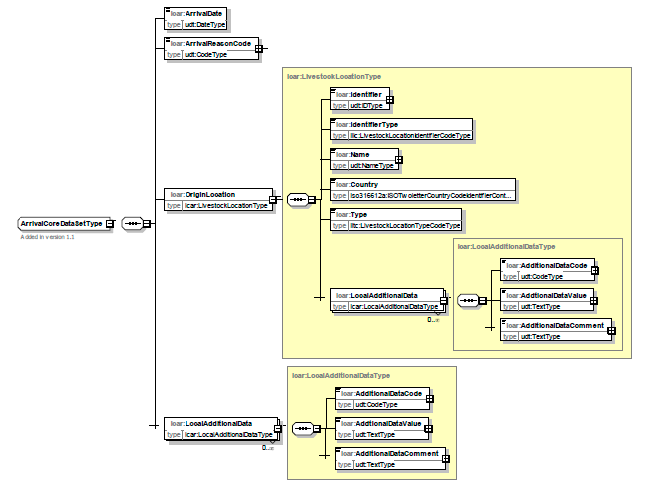 icar:ArrivalDate
type udt:DateType
icar:ArrivalReasonCode
type udt:CodeType
icar:LivestockLocationType
icar:Identifier
type udt:IDType
icar:IdentifierType
type llic:LivestockLocationIdentifierCodeType
icar:Name
type udt:NameType
icar:OriginLocation
type icar:LivestockLocationType
icar:Country
type iso316612a:ISOTwoletterCountryCodeIdentifierCont...
icar:Type
type lltc:LivestockLocationTypeCodeType
ArrivalCoreDataSetType
Added in version 1.1
icar:LocalAdditionalDataType
icar:AdditionalDataCode
type udt:CodeType
icar:LocalAdditionalData
type icar:LocalAdditionalDataType
0..∞
icar:AddtionalDataValue
type udt:TextType
icar:AdditionalDataComment
type udt:TextType
icar:LocalAdditionalDataType
icar:AdditionalDataCode
type udt:CodeType
icar:LocalAdditionalData
type icar:LocalAdditionalDataType
0..∞
icar:AddtionalDataValue
type udt:TextType
icar:AdditionalDataComment
type udt:TextType